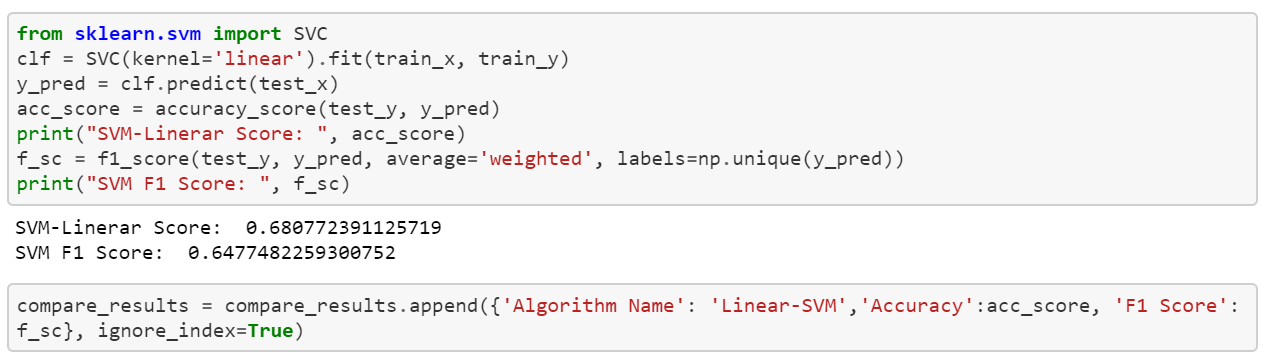 from sklearn.svm import SVC
clf = SVC(kernel='linear').fit(train_x, train_y)
y_pred = clf.predict(test_x)
acc_score = accuracy_score(test_y, y_pred)
print("SVM-Linerar Score: ", acc_score)
f_sc = f1_score(test_y, y_pred, average='weighted', labels=np.unique(y_pred))
print("SVM F1 Score: ", f_sc)
SVM-Linerar Score:  0.680772391125719
SVM F1 Score:  0.6477482259300752
compare_results = compare_results.append({'Algorithm Name': 'Linear-SVM','Accuracy':acc_score, 'F1 Score':
f_sc}, ignore_index=True)